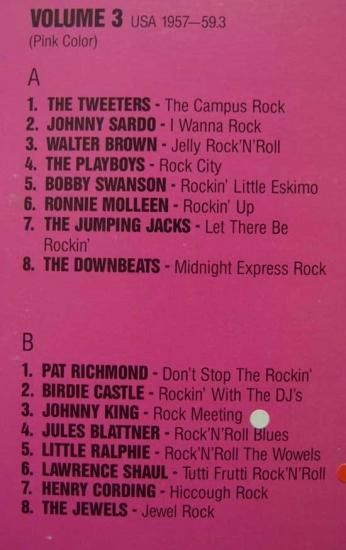 VOLUME 3 USA 1957–59.3
(Pink Color)
A
1. THE TWEETERS - The Campus Rock
2. JOHNNY SARDO - I Wanna Rock
3. WALTER BROWN - Jelly Rock'N'Roll
4. THE PLAYBOYS - Rock City
5. BOBBY SWANSON - Rockin' Little Eskimo
6. RONNIE MOLLEEN - Rockin' Up
7. THE JUMPING JACKS - Let There Be
Rockin'
8. THE DOWNBEATS - Midnight Express Rock
B
1. PAT RICHMOND - Don't Stop The Rockin'
2. BIRDIE CASTLE - Rockin' With The DJ's
3. JOHNNY KING - Rock Meeting
4. JULES BLATTNER - Rock'N'Roll Blues
5. LITTLE RALPHIE - Rock'N'Roll The Wowels
6. LAWRENCE SHAUL - Tutti Frutti Rock'N'Roll
7. HENRY CORDING - Hiccough Rock
8. THE JEWELS - Jewel Rock